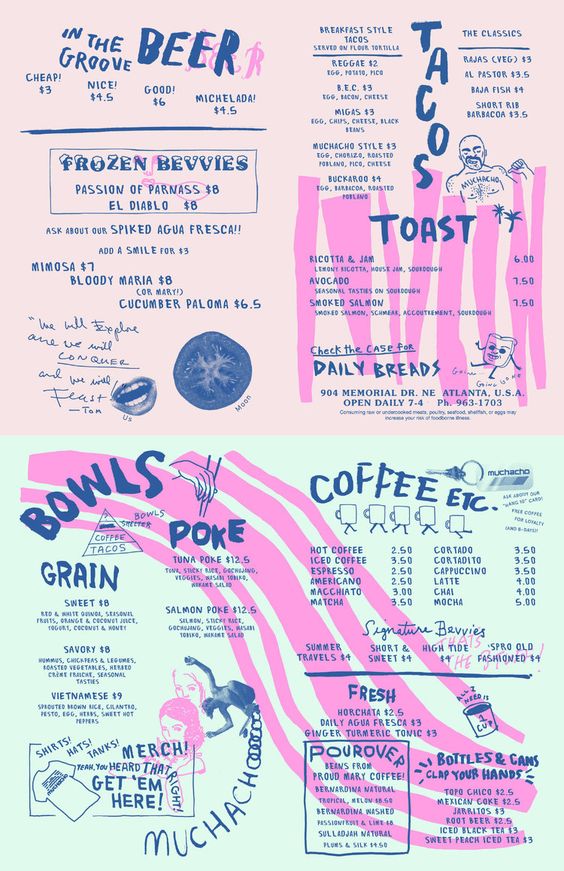 IN THE
GROOVE
BEER
CHEAP!
$3
NICE!
$4.5
GOOD!
$6
MICHELADA!
$4.5
FROZEN BEVVIES
PASSION OF PARNASS $8
EL DIABLO $8
ASK ABOUT OUR SPIKED AGUA FRESCA!!
ADD A SMILE FOR $3
MIMOSA $7
BLOODY MARIA $8
(OR MARY!)
CUCUMBER PALOMA $6.5
"We will Explore
and we will
CONQUER
and we will
Feast"
—Tom
Us
Moon
TACOS
BREAKFAST STYLE
TACOS
SERVED ON FLOUR TORTILLA
REGGAE $2
EGG, POTATO, PICO
B.E.C. $3
EGG, BACON, CHEESE
MIGAS $3
EGG, CHIPS, CHEESE, BLACK
BEANS
MUCHACHO STYLE $3
EGG, CHORIZO, ROASTED
POBLANO, PICO, CHEESE
BUCKAROO $4
EGG, BARBACOA, ROASTED
POBLANO
THE CLASSICS
RAJAS (VEG) $3
AL PASTOR $3.5
BAJA FISH $4
SHORT RIB
BARBACOA $3.5
MUCHACHO
TOAST
RICOTTA & JAM 6.00
LEMONY RICOTTA, HOUSE JAM, SOURDOUGH
AVOCADO 7.50
SEASONAL TASTIES ON SOURDOUGH
SMOKED SALMON 7.50
SMOKED SALMON, SCHMEAR, ACCOUTREMENT, SOURDOUGH
Check the CASE FOR
DAILY BREADS
GOING...
GOING GONE
904 MEMORIAL DR. NE ATLANTA, U.S.A.
OPEN DAILY 7-4 Ph. 963-1703
Consuming raw or undercooked meats, poultry, seafood, shellfish, or eggs may
increase your risk of foodborne illness.
BOWLS
BOWLS
SMELTER
COFFEE
TACOS
POKE
TUNA POKE $12.5
TUNA, STICKY RICE, GOCHUJANG,
VEGGIES, WASABI TOBIKO,
WAKAME SALAD
SALMON POKE $12.5
SALMON, STICKY RICE,
GOCHUJANG, VEGGIES, WASABI
TOBIKO, WAKAME SALAD
GRAIN
SWEET $8
RED & WHITE QUINOA, SEASONAL
FRUITS, ORANGE & COCONUT JUICE,
YOGURT, COCONUT & HONEY
SAVORY $8
HUMMUS, CHICKPEAS & LEGUMES,
ROASTED VEGETABLES, HERBED
CRÈME FRAÎCHE, SEASONAL
TASTIES
VIETNAMESE $9
SPROUTED BROWN RICE, CILANTRO,
PESTO, EGG, HERBS, SWEET HOT
PEPPERS
SHIRTS! HATS! TANKS!
MERCH!
YEAH, YOU HEARD THAT RIGHT!
GET 'EM
HERE!
MUCHACHO
COFFEE ETC.
muchacho
ASK ABOUT OUR
"HANG 10" CARD!
FREE COFFEE
FOR LOYALTY
(AND B-DAYS!)
HOT COFFEE 2.50
ICED COFFEE 3.50
ESPRESSO 2.50
AMERICANO 2.50
MACCHIATO 3.00
MATCHA 3.50
CORTADO 3.50
CORTADITO 3.50
CAPPUCCINO 3.50
LATTE 4.00
CHAI 4.00
MOCHA 5.00
Signature Bevvies
SUMMER
TRAVELS $4
SHORT &
SWEET $4
HIGH TIDE
$4
SPRO OLD
FASHIONED $4
FRESH
HORCHATA $2.5
DAILY AGUA FRESCA $3
GINGER TURMERIC TONIC $3
ALL-Z
NEED IS
1
CUP
POUROVER
BEANS FROM
PROUD MARY COFFEE!
BERNARDINA NATURAL
TROPICAL, MELON $8.50
BERNARDINA WASHED
PASSIONFRUIT & LIME $8
SULLADJAH NATURAL
PLUMS & SILK $4.50
BOTTLES & CANS
CLAP YOUR HANDS
TOPO CHICO $2.5
MEXICAN COKE $2.5
JARRITOS $3
ROOT BEER $2.5
ICED BLACK TEA $3
SWEET PEACH ICED TEA $3